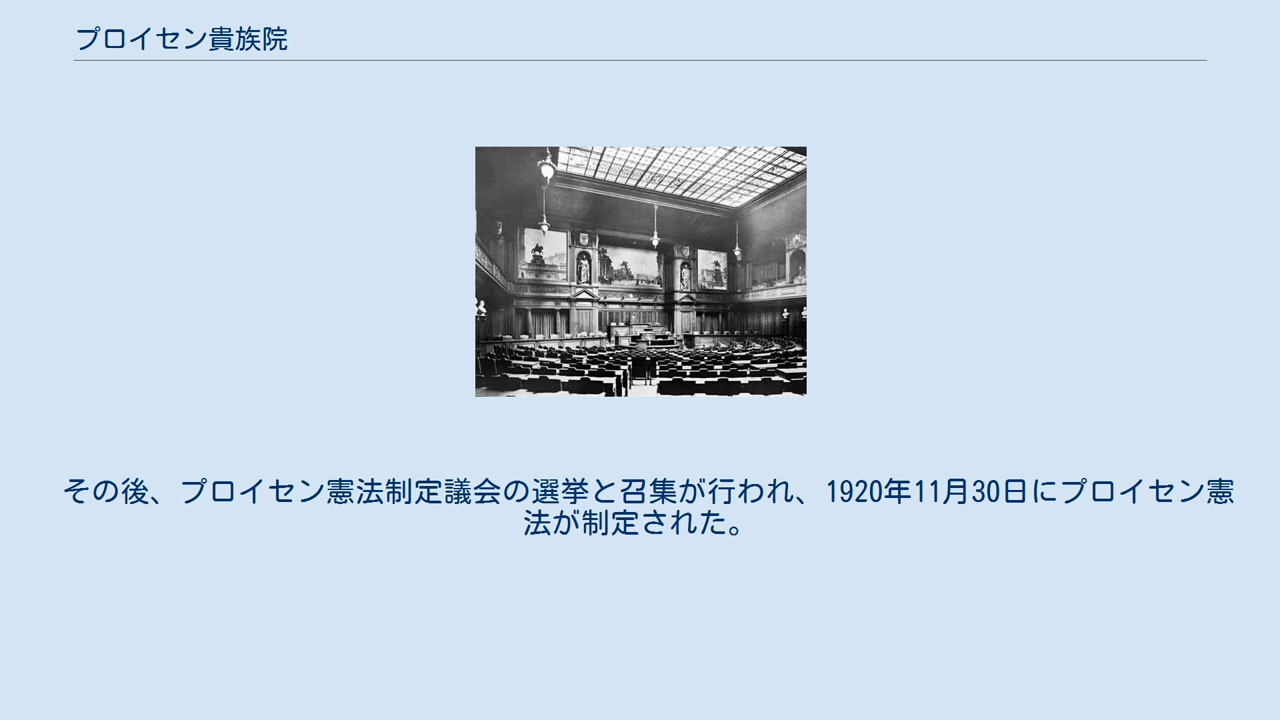 プロイセン貴族院
その後、プロイセン憲法制定議会の選挙と召集が行われ、1920年11月30日にプロイセン憲
法が制定された。